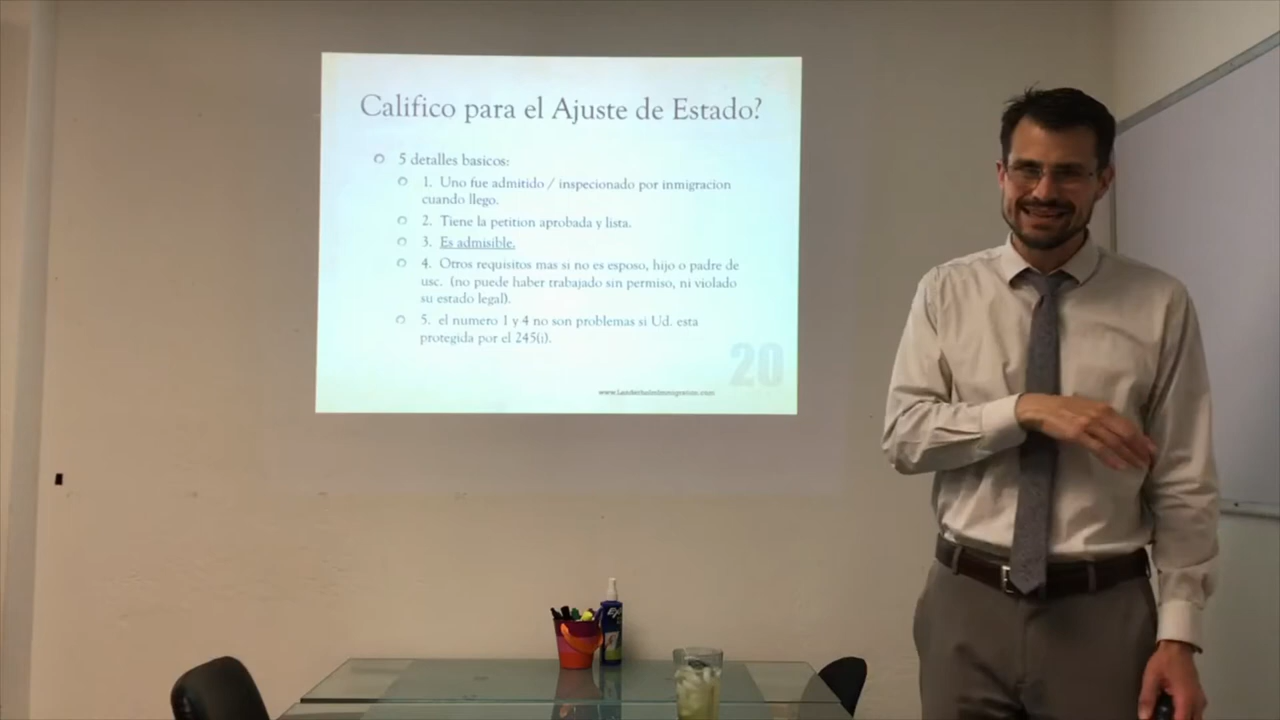 Califico para el Ajuste de Estado?
5 detalles basicos:
1. Uno fue admitido / inspecionado por inmigracion
cuando llego.
2. Tiene la petition aprobada y lista.
3. Es admisible.
4. Otros requisitos mas si no es esposo, hijo o padre de
usc. (no puede haber trabajado sin permiso, ni violado
su estado legal).
5. el numero 1 y 4 no son problemas si Ud. esta
protegida por el 245(i).
20
www.LanderholmImmigration.com